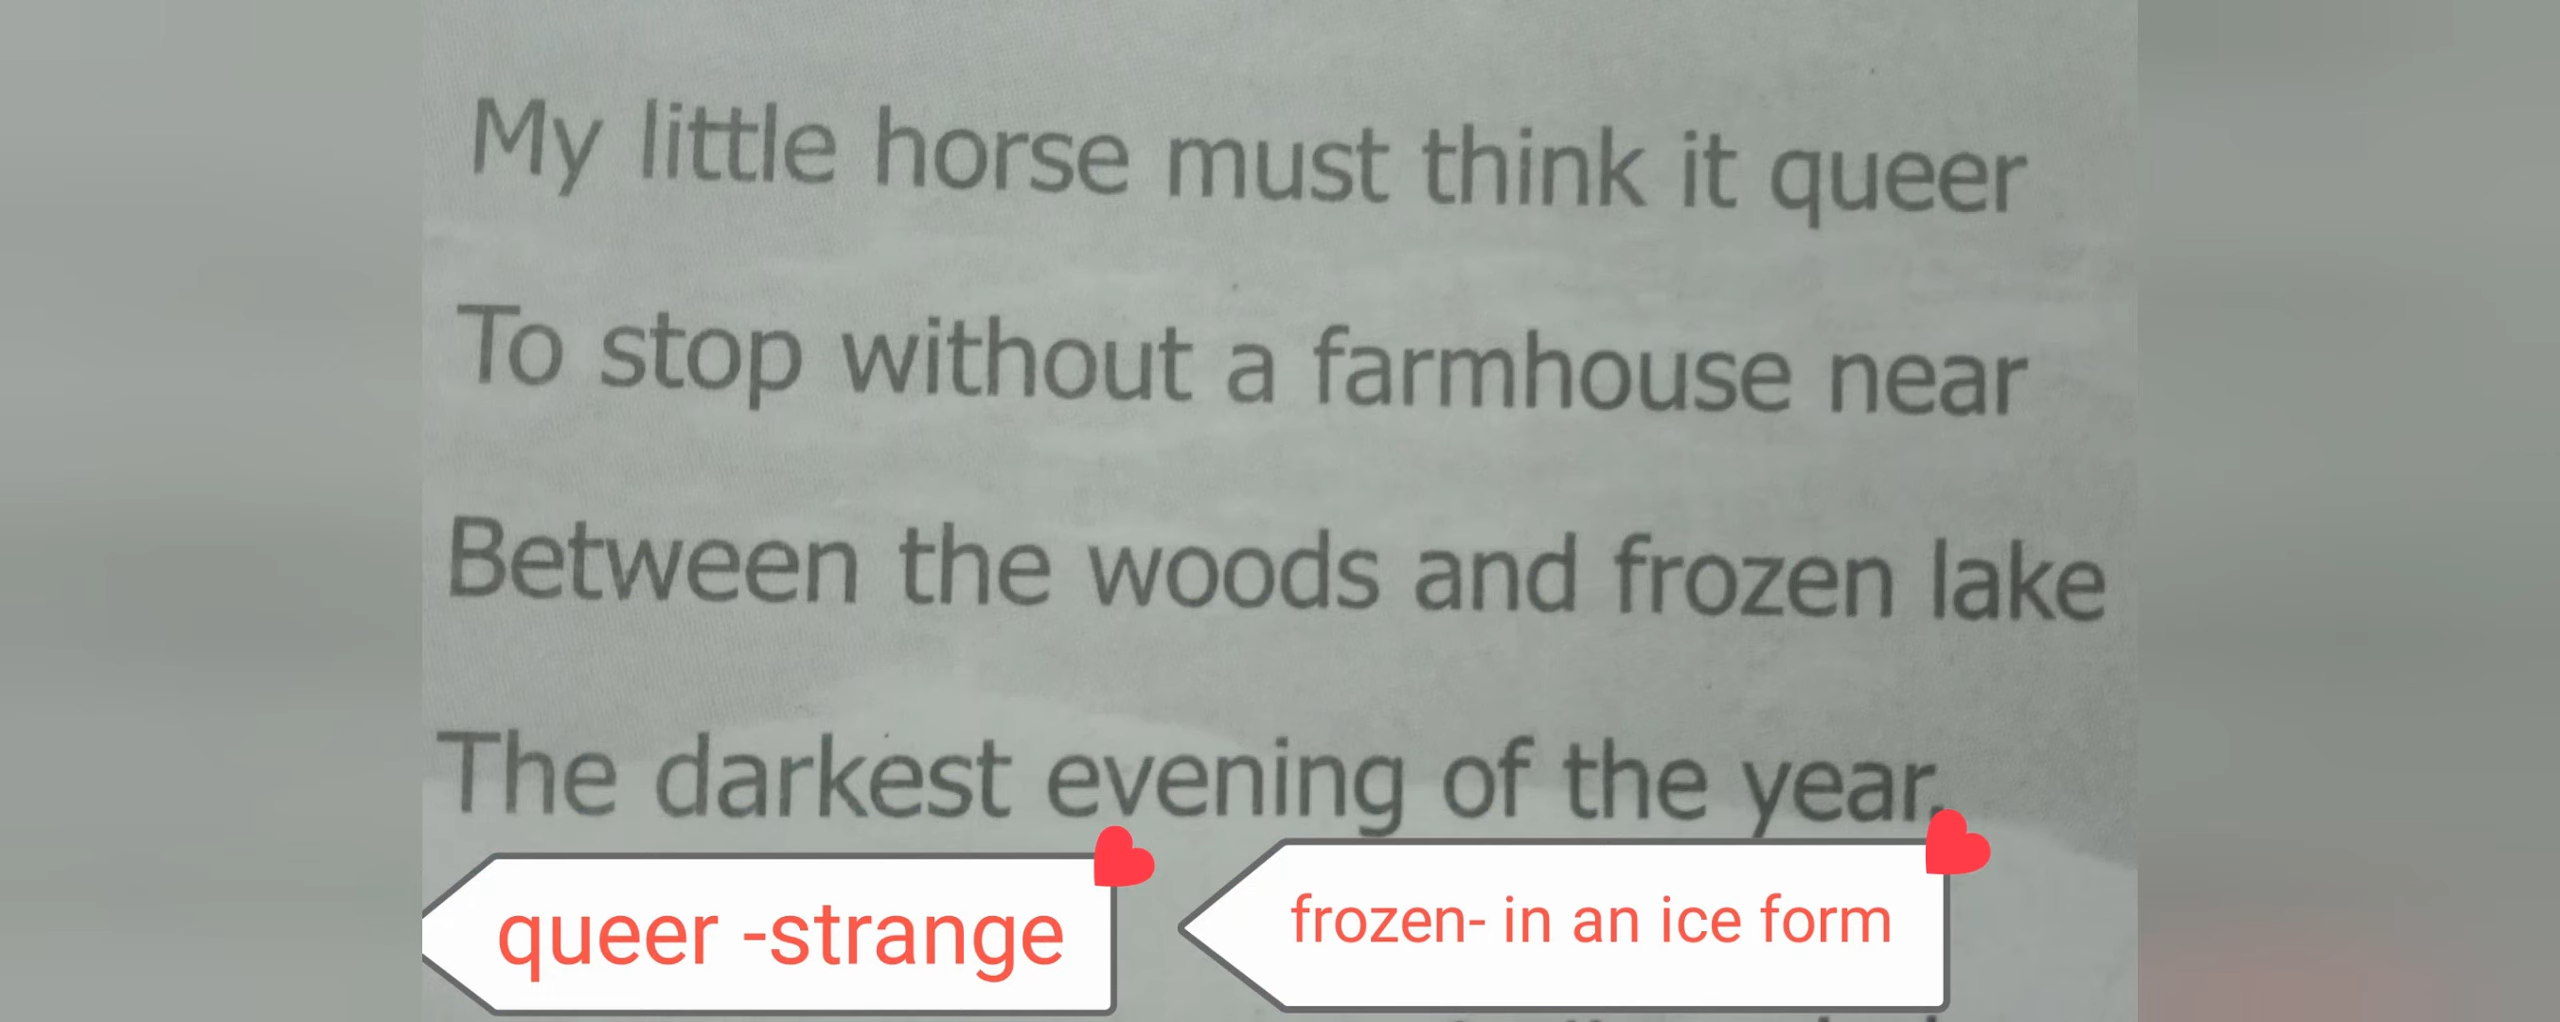 My little horse must think it queer
To stop without a farmhouse near
Between the woods and frozen lake
The darkest evening of the year.
queer -strange
frozen- in an ice form